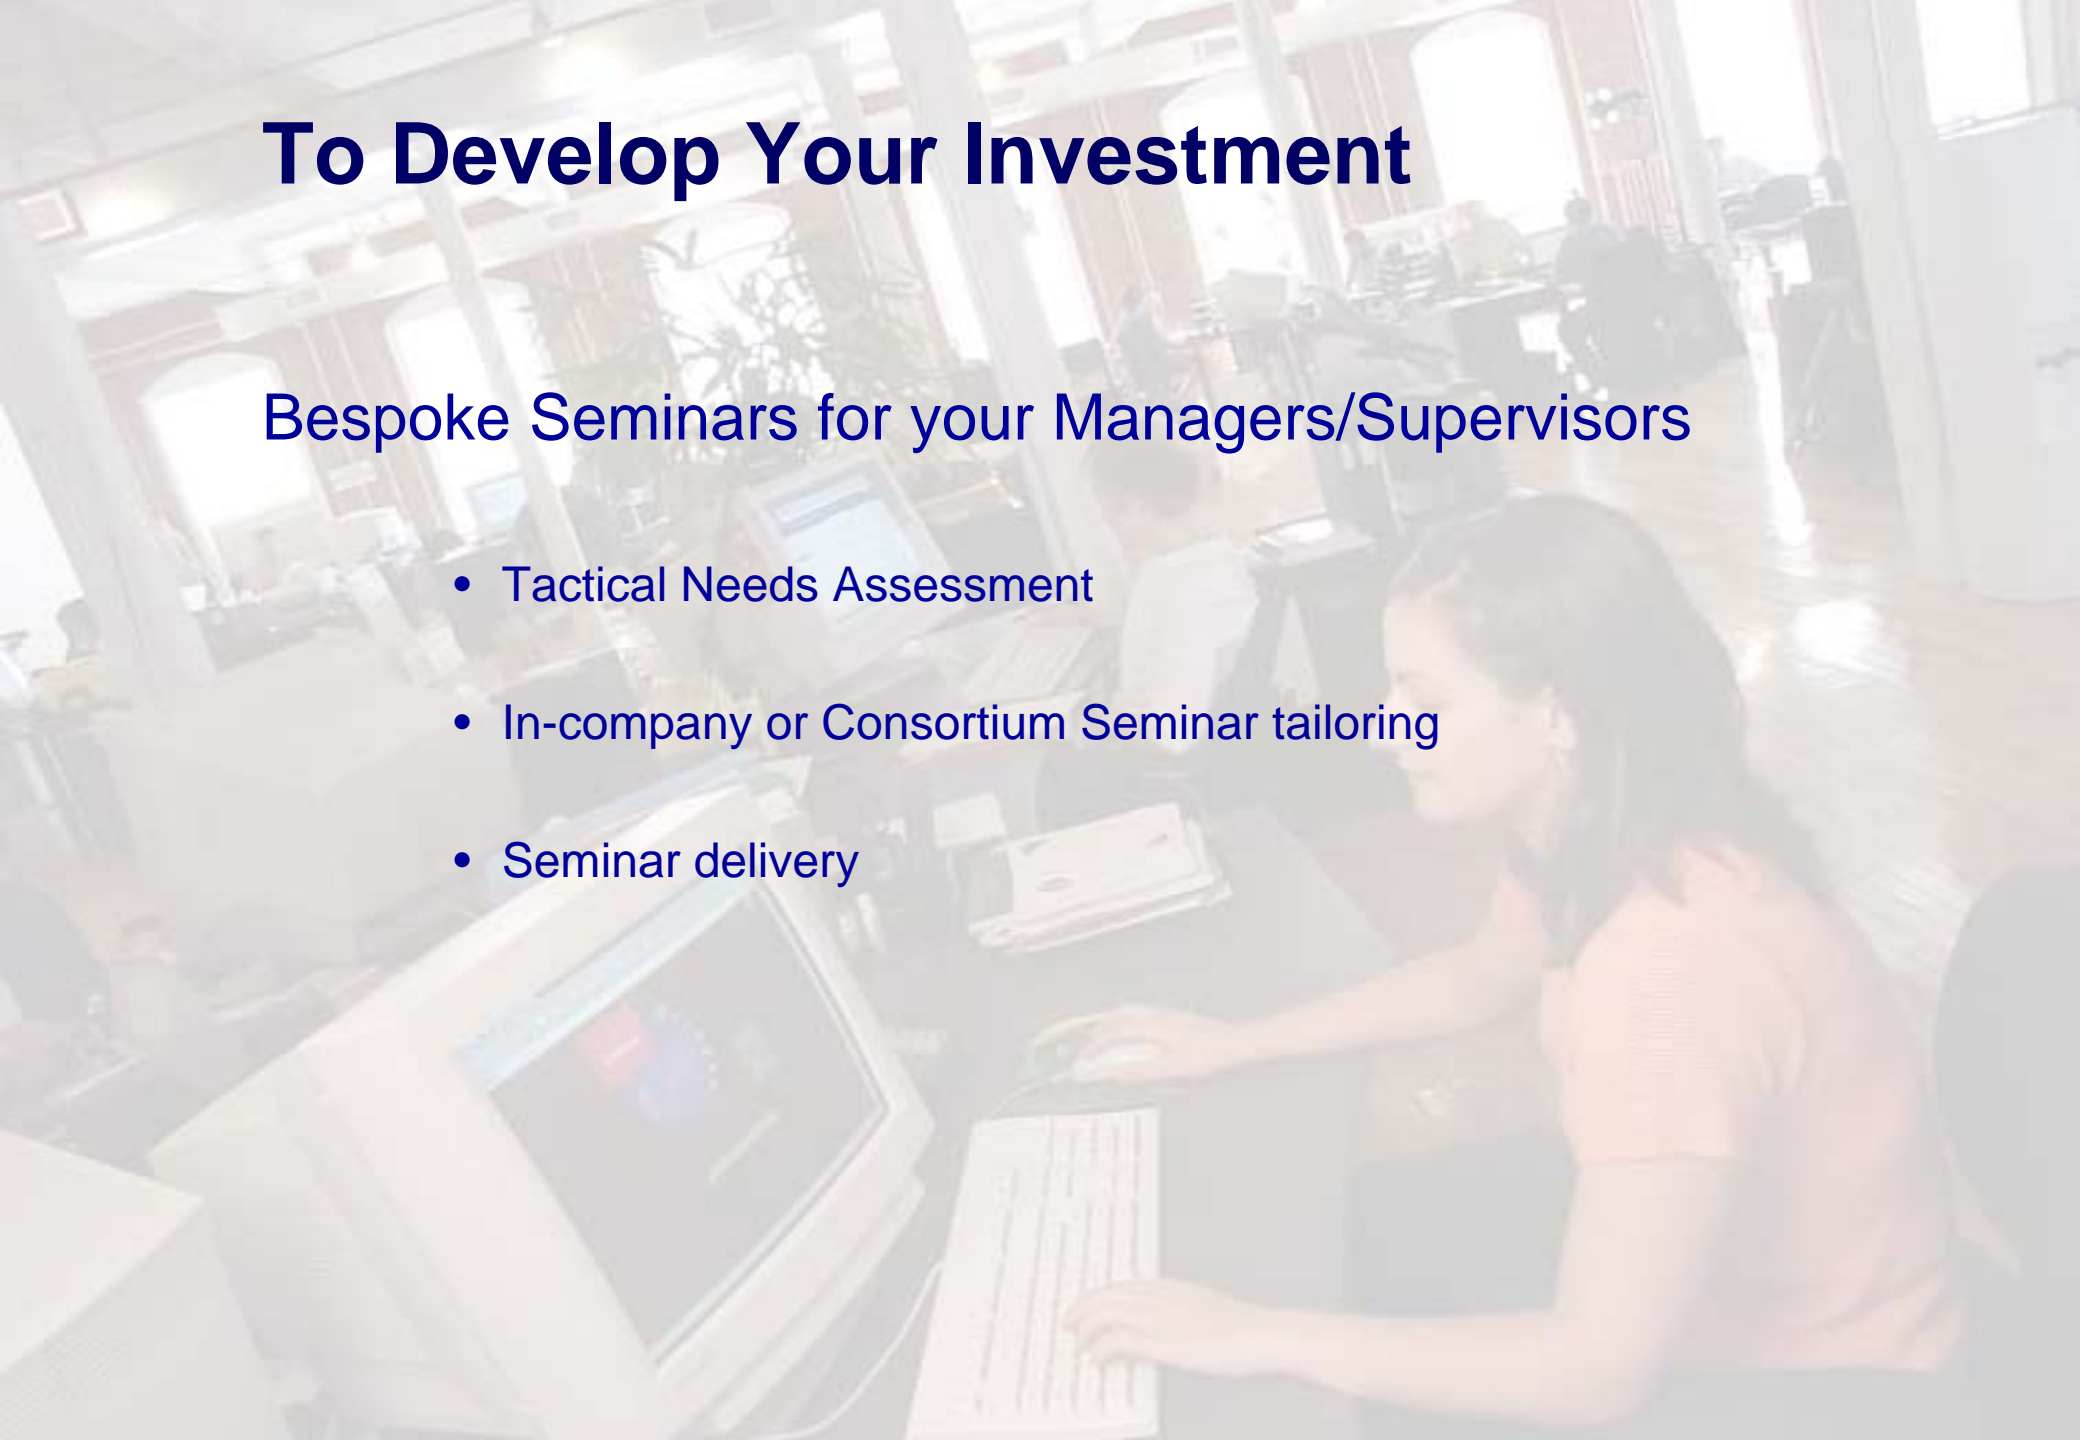 To Develop Your Investment
Bespoke Seminars for your Managers/Supervisors
• Tactical Needs Assessment
• In-company or Consortium Seminar tailoring
• Seminar delivery